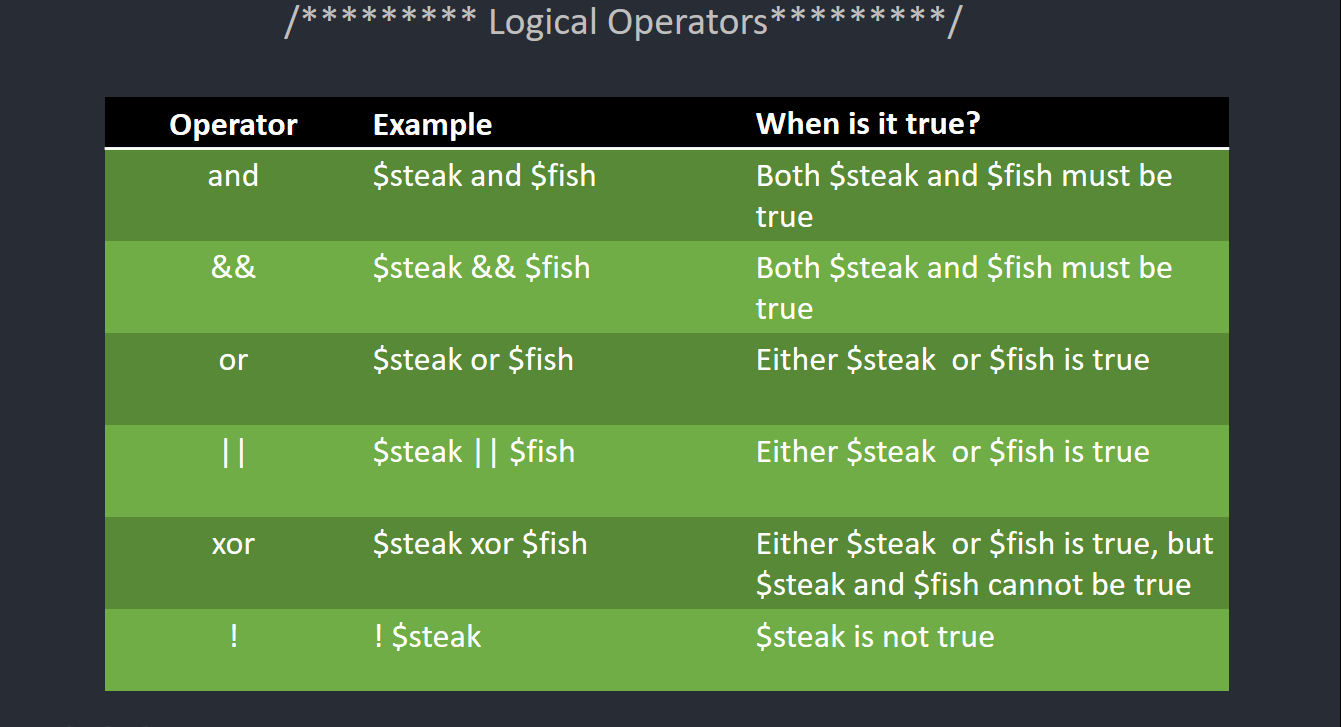 /********* Logical Operators*********/
Operator Example When is it true?
and $steak and $fish Both $steak and $fish must be
true
&& $steak && $fish Both $steak and $fish must be
true
or $steak or $fish Either $steak  or $fish is true
|| $steak || $fish Either $steak  or $fish is true
xor $steak xor $fish Either $steak  or $fish is true, but
$steak and $fish cannot be true
! ! $steak $steak is not true